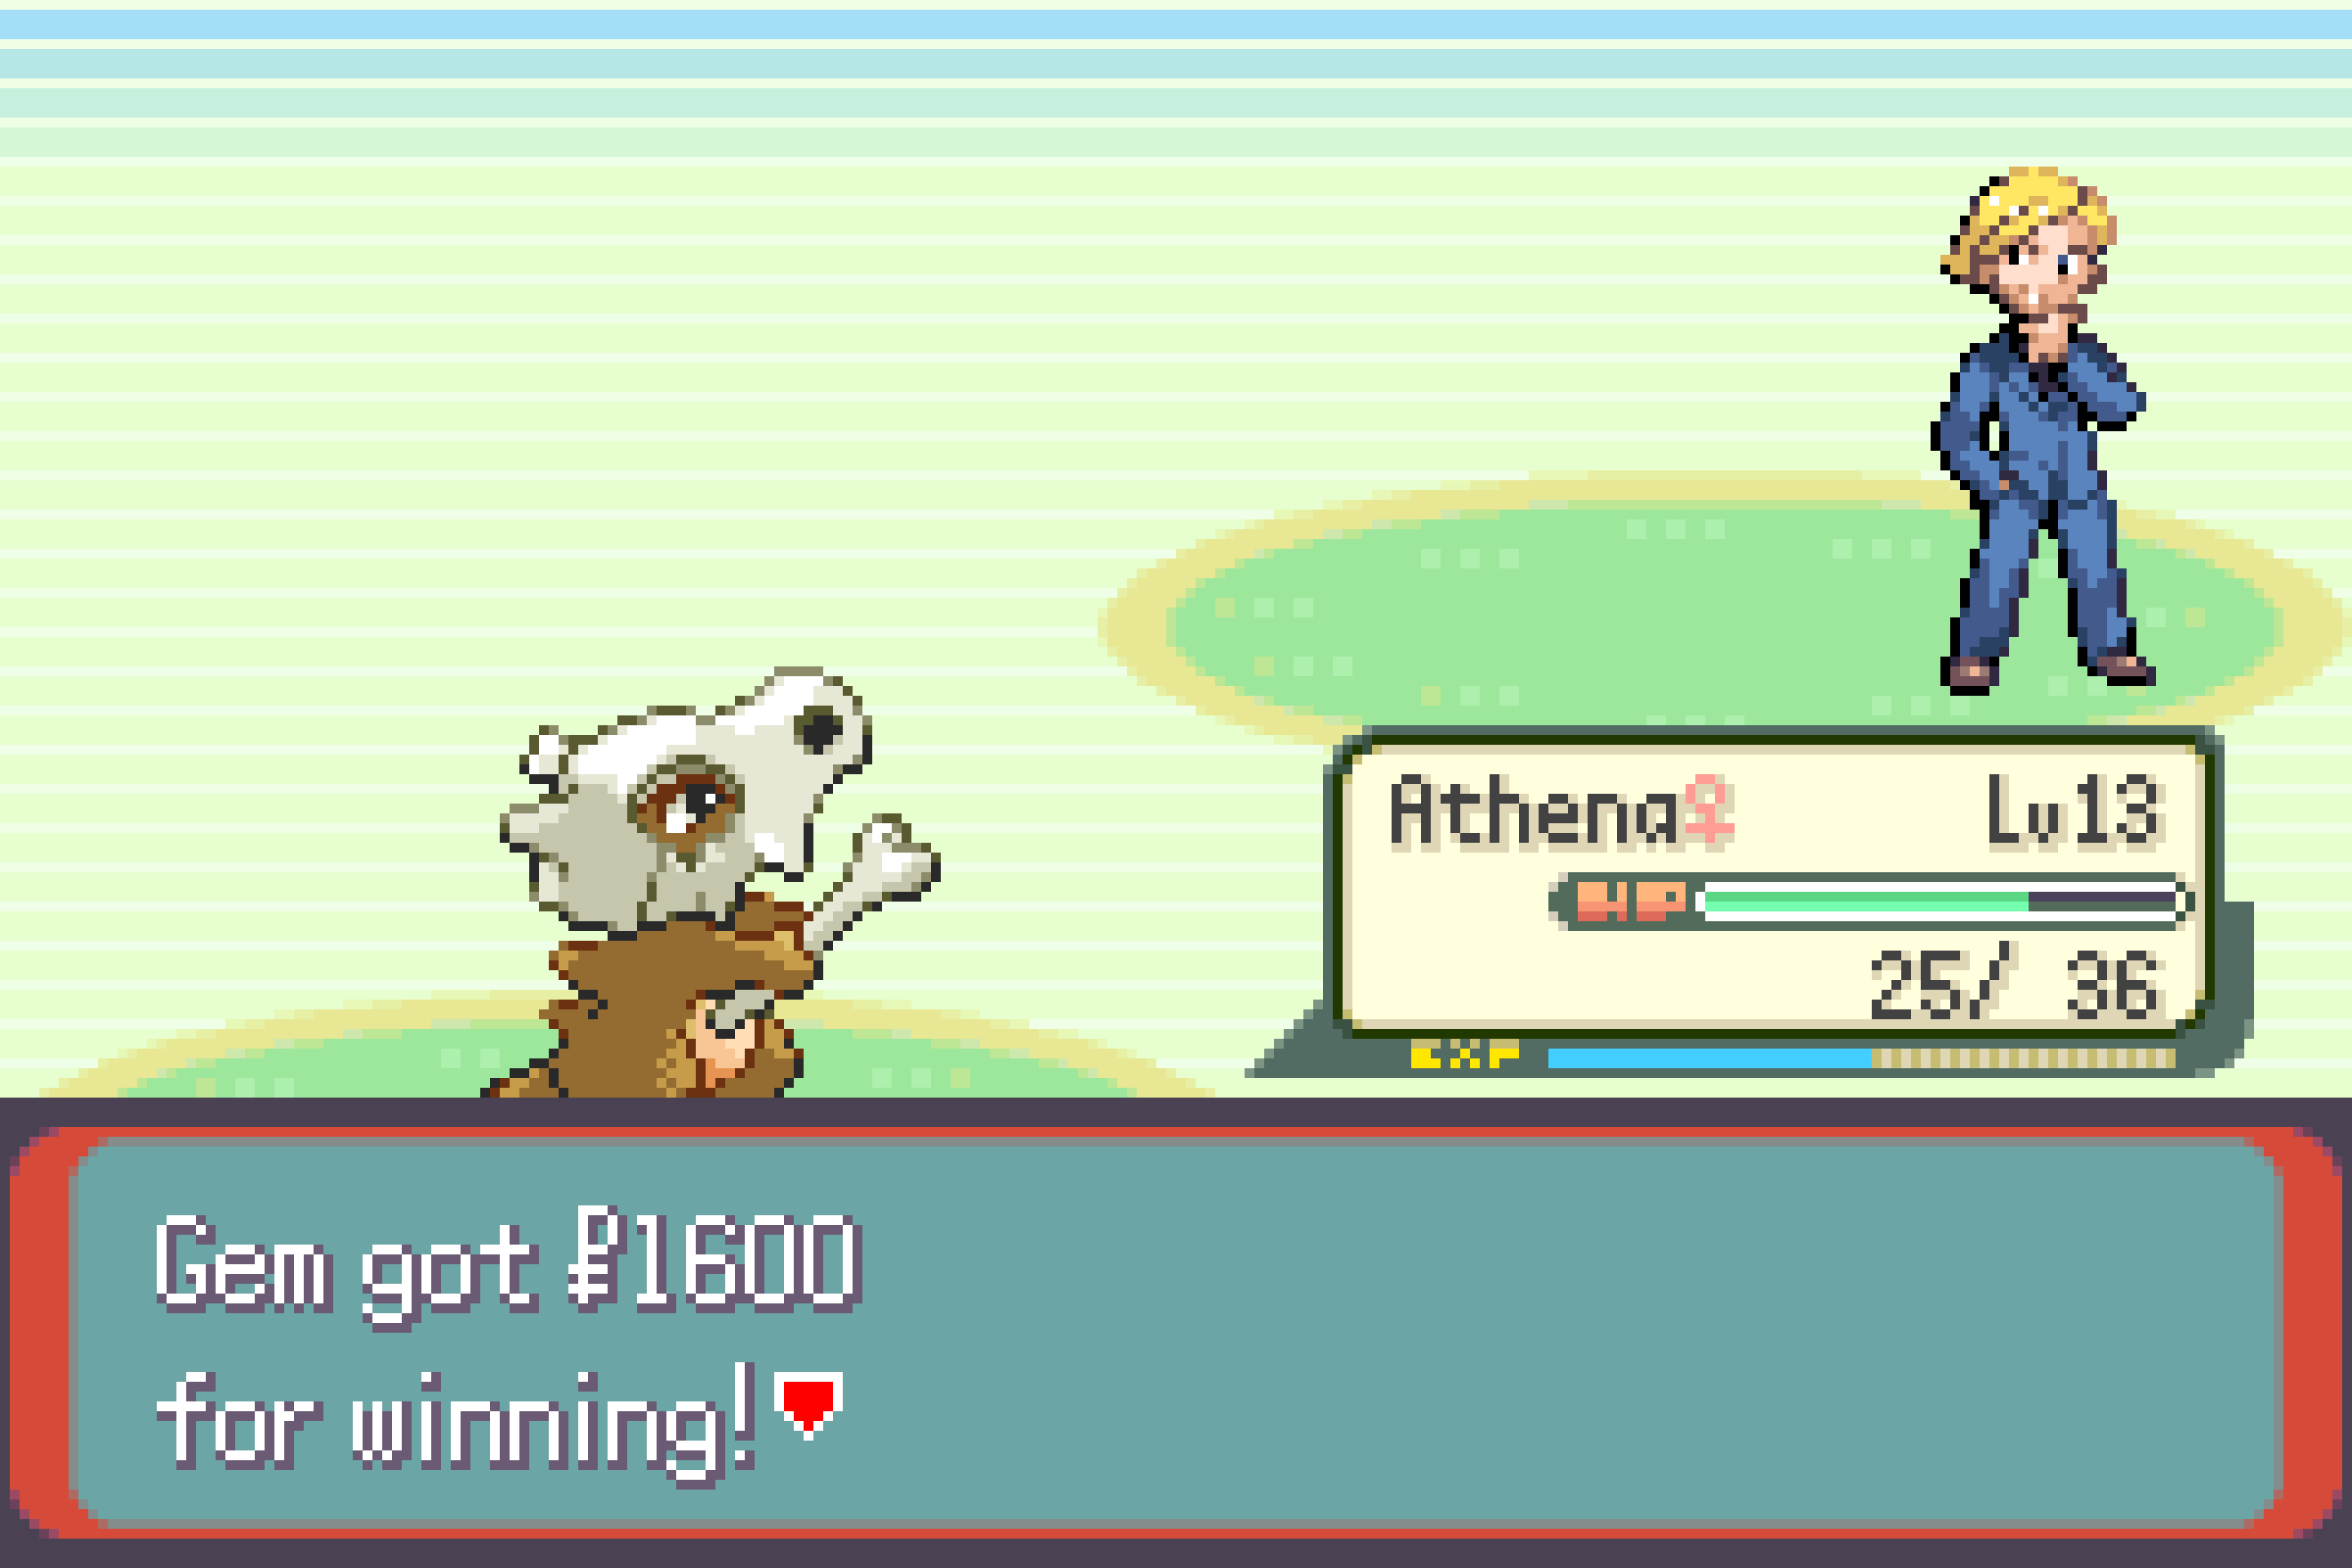 Athena♀ Lv13
HP
25/ 36
EXP
Gem got ₽1600
for winning!